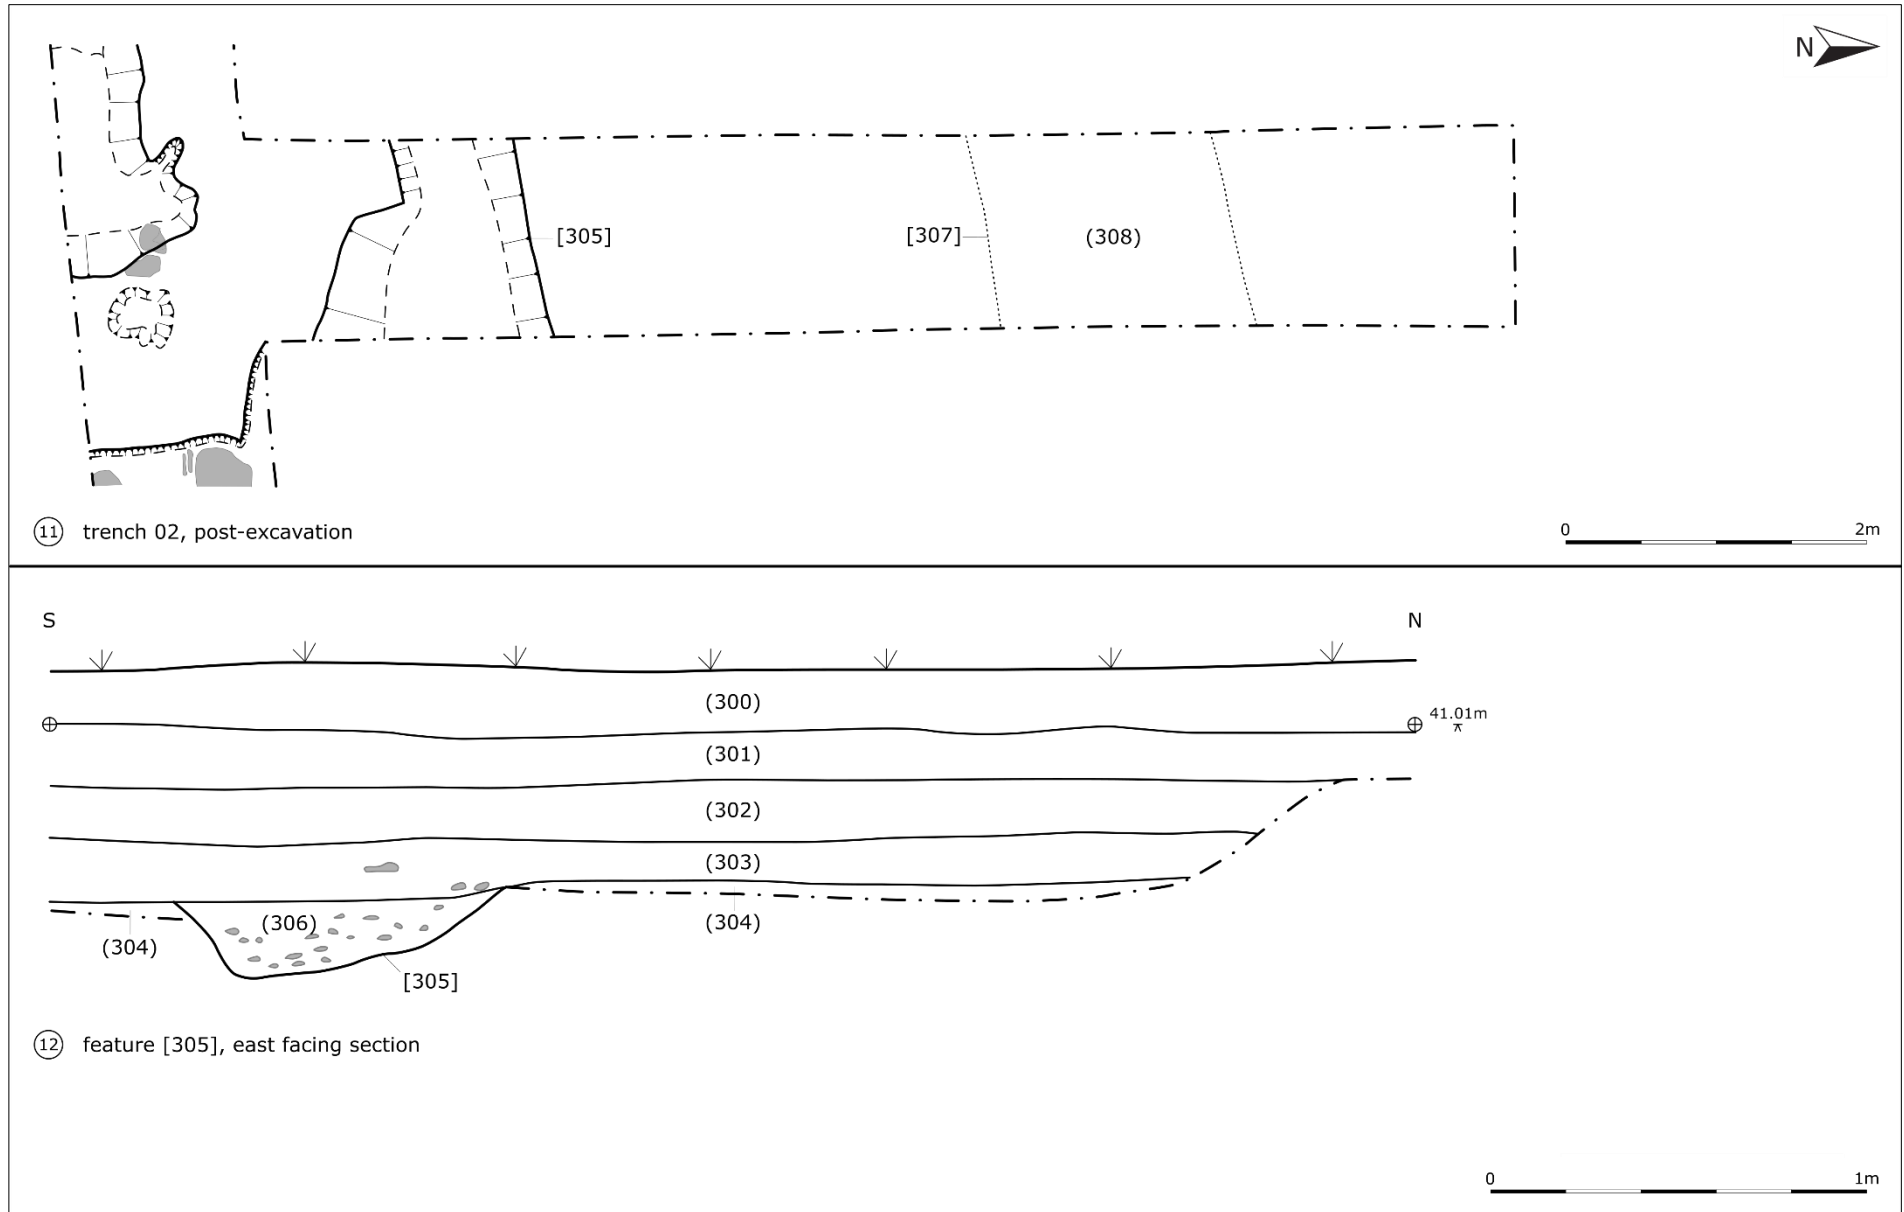 N
[305]
[307]
(308)
11 trench 02, post-excavation
0 2m
S N
(300)
41.01m
(301)
(302)
(303)
(306)
(304)
(304)
[305]
12 feature [305], east facing section
0 1m